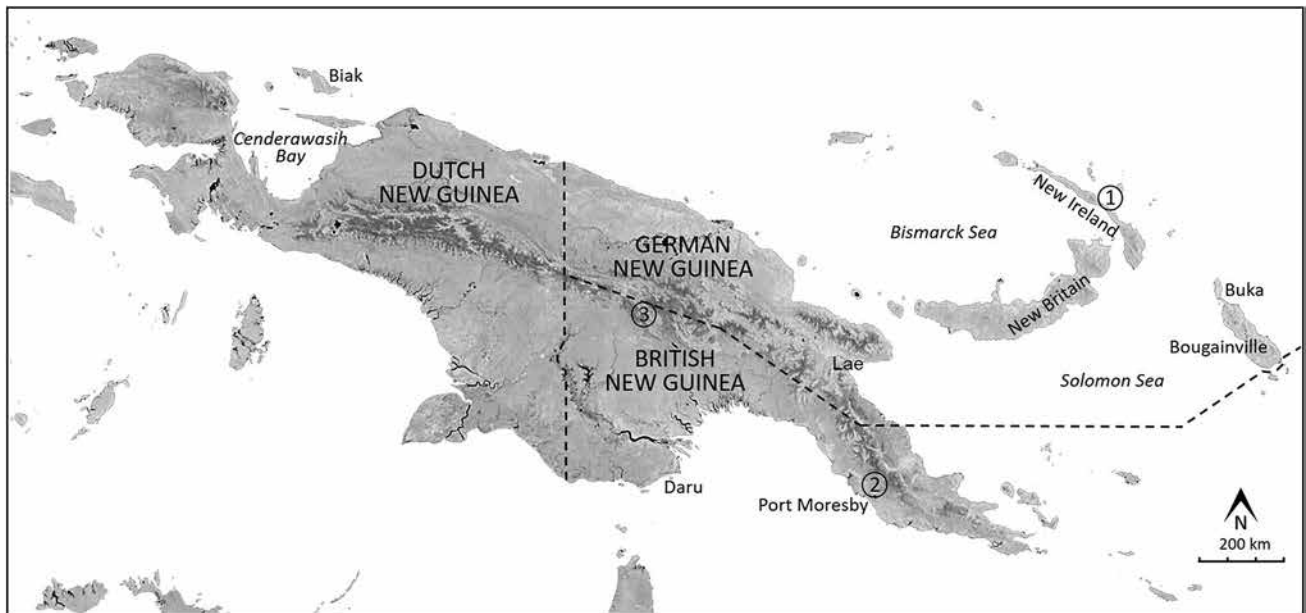 Biak
Cenderawasih
Bay
DUTCH
NEW GUINEA
GERMAN
NEW GUINEA
BRITISH
NEW GUINEA
Bismarck Sea
New Ireland
New Britain
Buka
Bougainville
Solomon Sea
Lae
Daru
Port Moresby
1
2
3
N
200 km